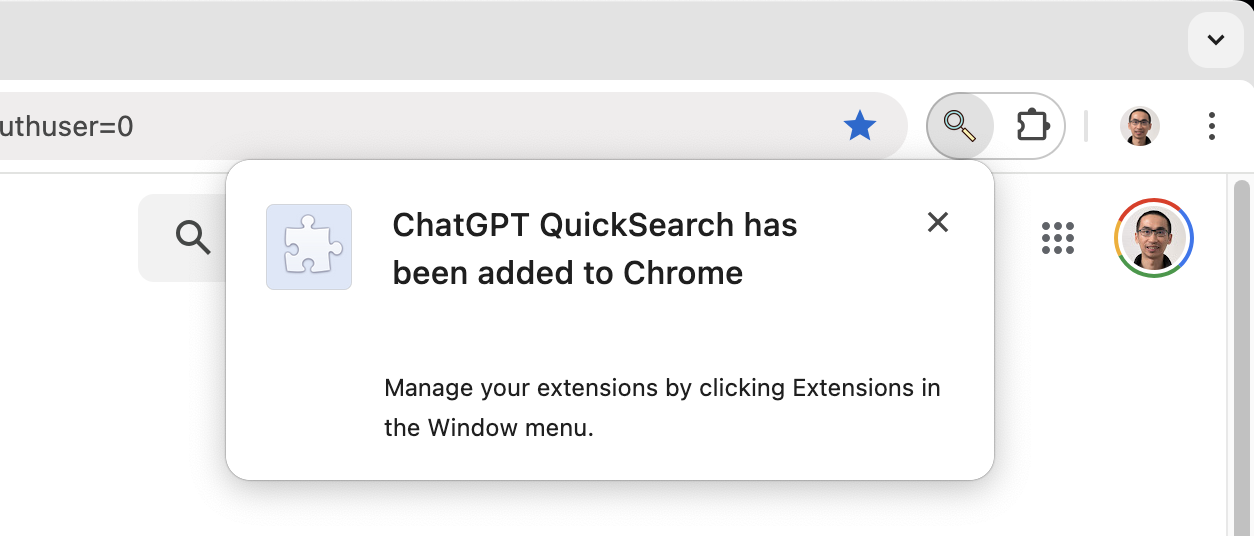 uthuser=0
ChatGPT QuickSearch has
been added to Chrome
Manage your extensions by clicking Extensions in
the Window menu.